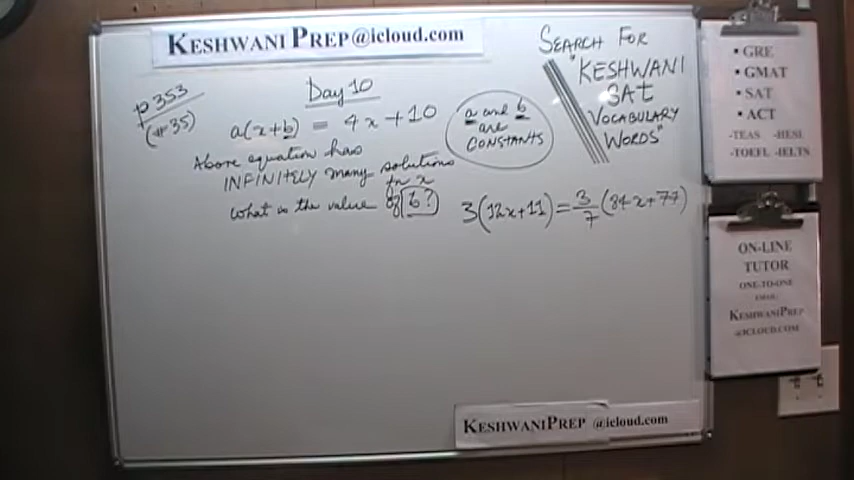 KESHWANI PREP@icloud.com
p 353
(#35)
Day 10
a(x+b) = 4x+10
a and b
are
CONSTANTS
Above equation has
INFINITELY many solutions
for x
what is the value of b?
3(12x+11) = 3/7 (84x+77)
SEARCH FOR
"KESHWANI
SAT
VOCABULARY
WORDS"
• GRE
• GMAT
• SAT
• ACT
-TEAS -HESI
-TOEFL -IELTS
ON-LINE
TUTOR
ONE-TO-ONE
KESHWANIPREP
@ICLOUD.COM
KESHWANIPREP @icloud.com